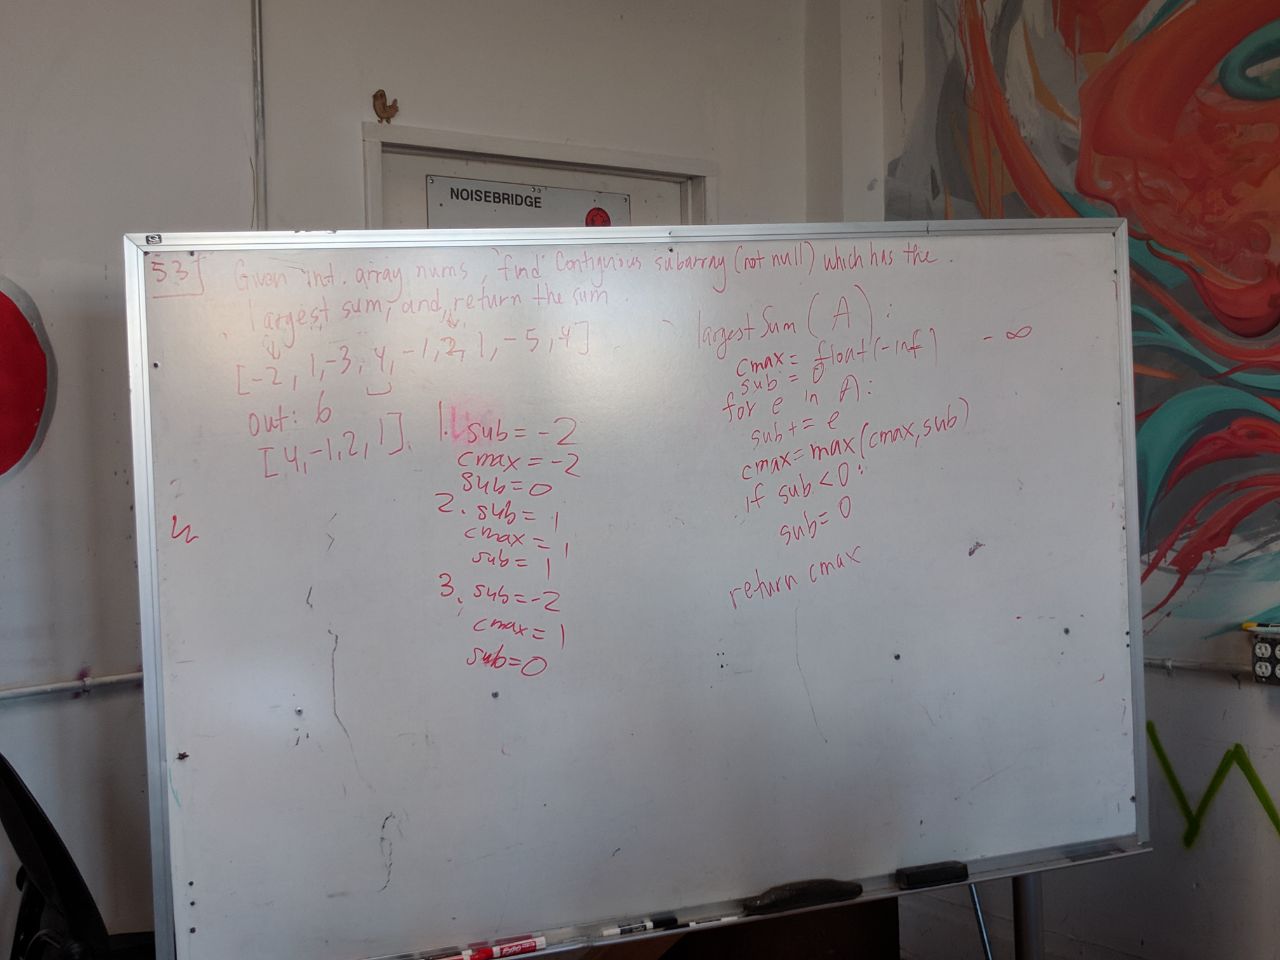 NOISEBRIDGE
53] Given int. array nums, find contiguous subarray (not null) which has the
largest sum, and return the sum.
[-2, 1, -3, 4, -1, 2, 1, -5, 4]
out: 6
[4, -1, 2, 1].
1. sub = -2
cmax = -2
sub = 0
2. sub = 1
cmax = 1
sub = 1
3. sub = -2
cmax = 1
sub = 0
largestSum (A):
cmax = float(-inf) -∞
sub = 0
for e in A:
sub += e
cmax = max(cmax, sub)
if sub < 0:
sub = 0
return cmax